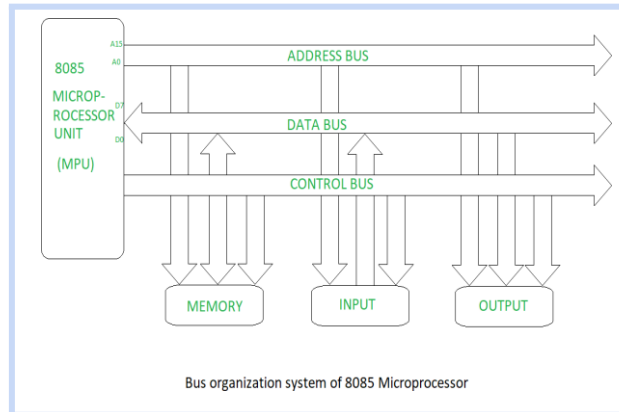 A15
ADDRESS BUS
8085
A0
MICROP-
ROCESSOR
UNIT
D7
DATA BUS
D0
(MPU)
CONTROL BUS
MEMORY
INPUT
OUTPUT
Bus organization system of 8085 Microprocessor